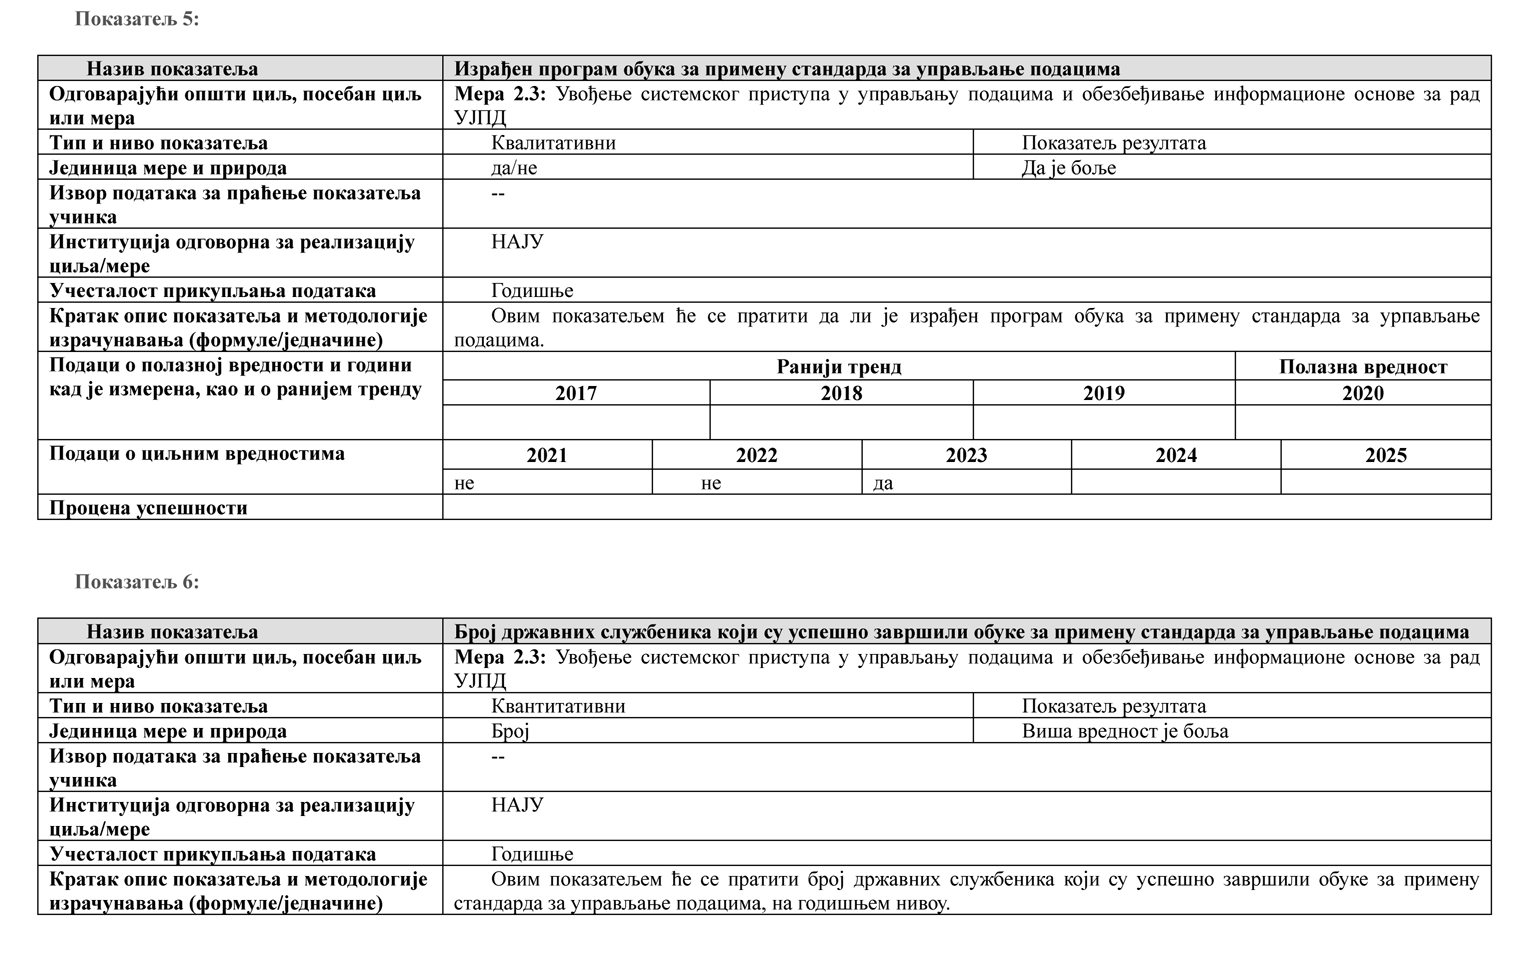 Показатељ 5:
Назив показатеља
Израђен програм обука за примену стандарда за управљање подацима
Одговарајући општи циљ, посебан циљ
или мера
Мера 2.3: Увођење системског приступа у управљању подацима и обезбеђивање информационе основе за рад
УЈПД
Тип и ниво показатеља
Квалитативни
Показатељ резултата
Јединица мере и природа
да/не
Да је боље
Извор података за праћење показатеља
учинка
--
Институција одговорна за реализацију
циља/мере
НАЈУ
Учесталост прикупљања података
Годишње
Кратак опис показатеља и методологије
израчунавања (формуле/једначине)
Овим показатељем ће се пратити да ли је израђен програм обука за примену стандарда за урпављање
подацима.
Подаци о полазној вредности и години
кад је измерена, као и о ранијем тренду
Ранији тренд
Полазна вредност
2017
2018
2019
2020
Подаци о циљним вредностима
2021
2022
2023
2024
2025
не
не
да
Процена успешности
Показатељ 6:
Назив показатеља
Број државних службеника који су успешно завршили обуке за примену стандарда за управљање подацима
Одговарајући општи циљ, посебан циљ
или мера
Мера 2.3: Увођење системског приступа у управљању подацима и обезбеђивање информационе основе за рад
УЈПД
Тип и ниво показатеља
Квантитативни
Показатељ резултата
Јединица мере и природа
Број
Виша вредност је боља
Извор података за праћење показатеља
учинка
--
Институција одговорна за реализацију
циља/мере
НАЈУ
Учесталост прикупљања података
Годишње
Кратак опис показатеља и методологије
израчунавања (формуле/једначине)
Овим показатељем ће се пратити број државних службеника који су успешно завршили обуке за примену
стандарда за управљање подацима, на годишњем нивоу.